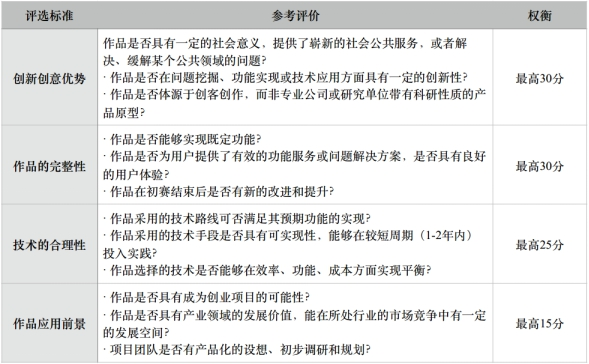 评选标准 参考评价 权衡
作品是否具有一定的社会意义，提供了崭新的社会公共服务，或者解
决、缓解某个公共领域的问题?
创新创意优势 · 作品是否在问题挖掘、功能实现或技术应用方面具有一定的创新性? 最高30分
· 作品是否体源于创客创作，而非专业公司或研究单位带有科研性质的产
品原型?
· 作品是否能够实现既定功能?
· 作品是否为用户提供了有效的功能服务或问题解决方案，是否具有良好
作品的完整性 的用户体验? 最高30分
· 作品在初赛结束后是否有新的改进和提升?
· 作品采用的技术路线可否满足其预期功能的实现?
· 作品采用的技术手段是否具有可实现性，能够在较短周期（1-2年内）
技术的合理性 投入实践? 最高25分
· 作品选择的技术是否能够在效率、功能、成本方面实现平衡?
· 作品是否具有成为创业项目的可能性?
· 作品是否具有产业领域的发展价值，能在所处行业的市场竞争中有一定
作品应用前景 的发展空间? 最高15分
· 项目团队是否有产品化的设想、初步调研和规划?